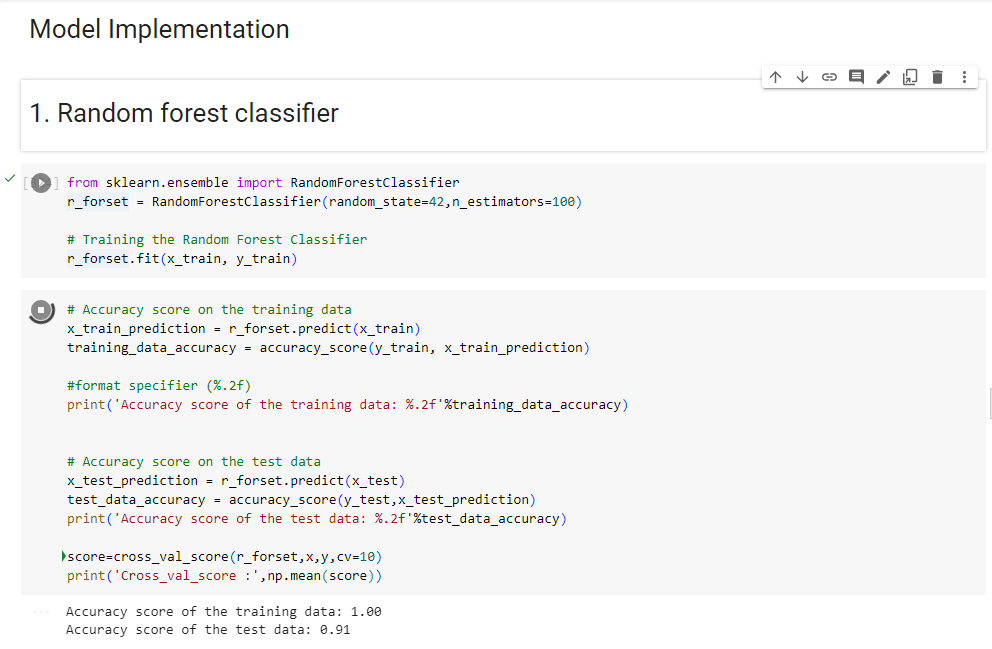 Model Implementation
1. Random forest classifier
from sklearn.ensemble import RandomForestClassifier
r_forset = RandomForestClassifier(random_state=42,n_estimators=100)
# Training the Random Forest Classifier
r_forset.fit(x_train, y_train)
# Accuracy score on the training data
x_train_prediction = r_forset.predict(x_train)
training_data_accuracy = accuracy_score(y_train, x_train_prediction)
#format specifier (%.2f)
print('Accuracy score of the training data: %.2f'%training_data_accuracy)
# Accuracy score on the test data
x_test_prediction = r_forset.predict(x_test)
test_data_accuracy = accuracy_score(y_test,x_test_prediction)
print('Accuracy score of the test data: %.2f'%test_data_accuracy)
score=cross_val_score(r_forset,x,y,cv=10)
print('Cross_val_score :',np.mean(score))
Accuracy score of the training data: 1.00
Accuracy score of the test data: 0.91